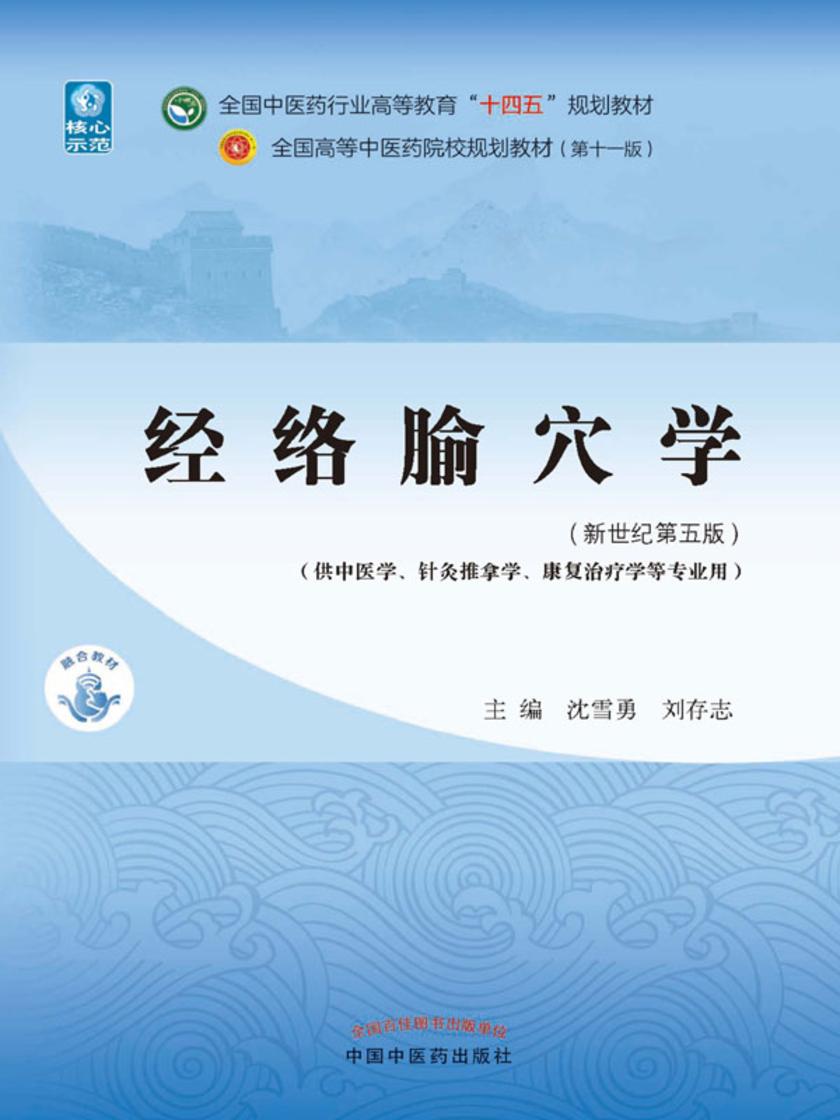 核心
示范
全国中医药行业高等教育“十四五”规划教材
全国高等中医药院校规划教材（第十一版）
经络腧穴学
（新世纪第五版）
（供中医学、针灸推拿学、康复治疗学等专业用）
融合教材
主编 沈雪勇 刘存志
全国百佳图书出版单位
中国中医药出版社